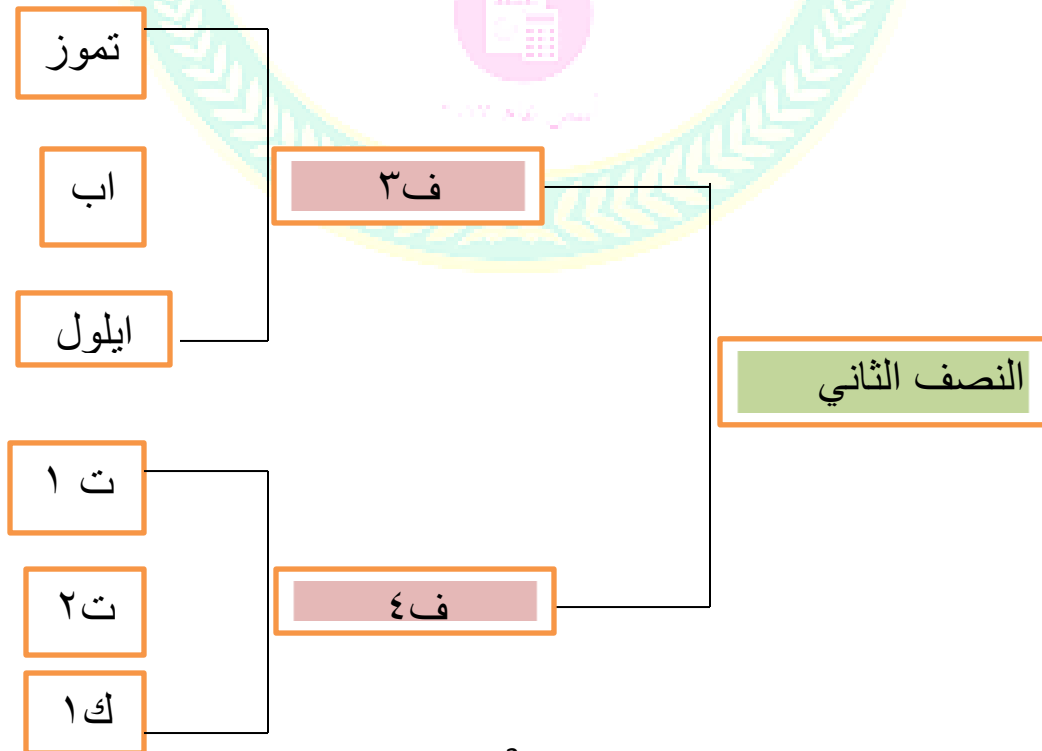 تموز
اب
ف٣
ايلول
النصف الثاني
ت ١
ت٢
ف٤
ك١